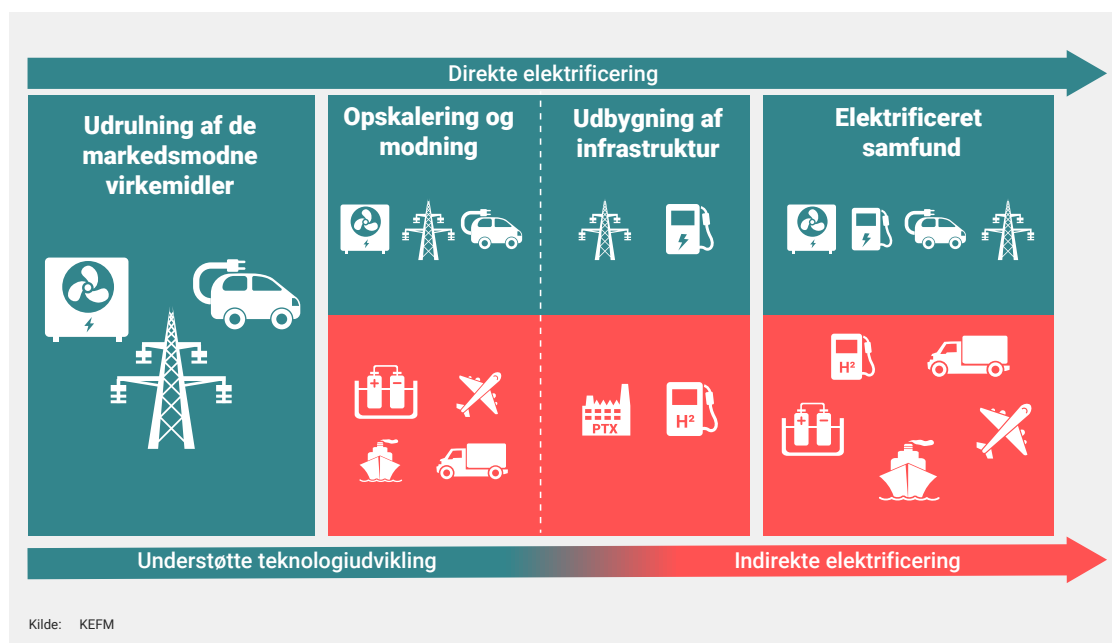 Direkte elektrificering
Udrulning af de
markedsmodne
virkemidler
Opskalering og
modning
Udbygning af
infrastruktur
Elektrificeret
samfund
+ −
PTX
H²
H²
+ −
Understøtte teknologiudvikling
Indirekte elektrificering
Kilde: KEFM